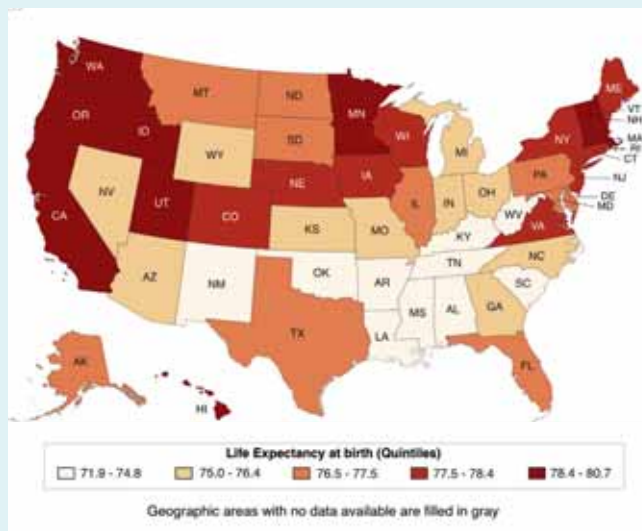 WA
MT
ND
MN
ME
VT
NH
OR
ID
SD
WI
NY
MA
RI
WY
MI
CT
NV
NE
IA
PA
NJ
UT
CO
IL
IN
OH
DE
MD
CA
KS
MO
WV
VA
KY
AZ
NM
OK
AR
TN
NC
SC
MS
AL
GA
TX
LA
AK
FL
HI
Life Expectancy at birth (Quintiles)
71.9 - 74.8 75.0 - 76.4 76.5 - 77.5 77.5 - 78.4 78.4 - 80.7
Geographic areas with no data available are filled in gray